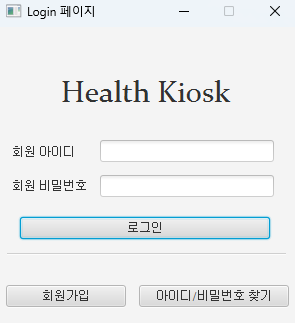 Login 페이지
Health Kiosk
회원 아이디
회원 비밀번호
로그인
회원가입
아이디/비밀번호 찾기